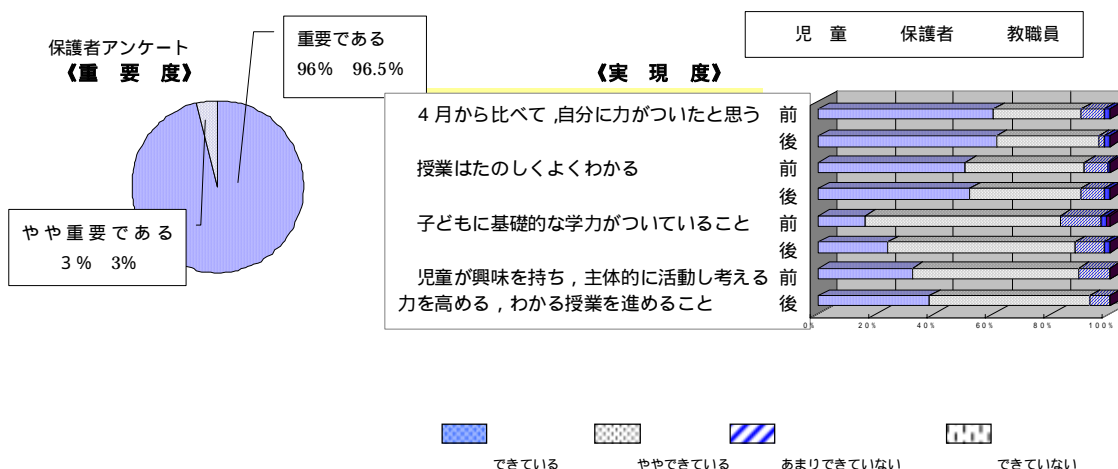 児 童 保護者 教職員
保護者アンケート
《重 要 度》
重要である
96% 96.5%
やや重要である
3% 3%
《実 現 度》
4月から比べて,自分に力がついたと思う 前
後
授業はたのしくよくわかる 前
後
子どもに基礎的な学力がついていること 前
後
児童が興味を持ち,主体的に活動し考える 前
力を高める,わかる授業を進めること 後
0% 20% 40% 60% 80% 100%
できている ややできている あまりできていない できていない